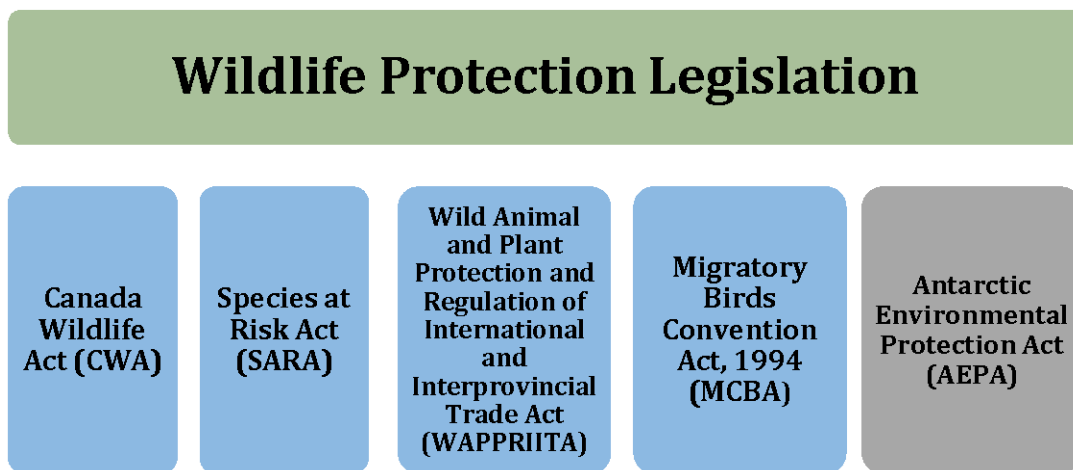 Wildlife Protection Legislation
Canada
Wildlife
Act (CWA)
Species at
Risk Act
(SARA)
Wild Animal
and Plant
Protection and
Regulation of
International
and
Interprovincial
Trade Act
(WAPPRIITA)
Migratory
Birds
Convention
Act, 1994
(MCBA)
Antarctic
Environmental
Protection Act
(AEPA)